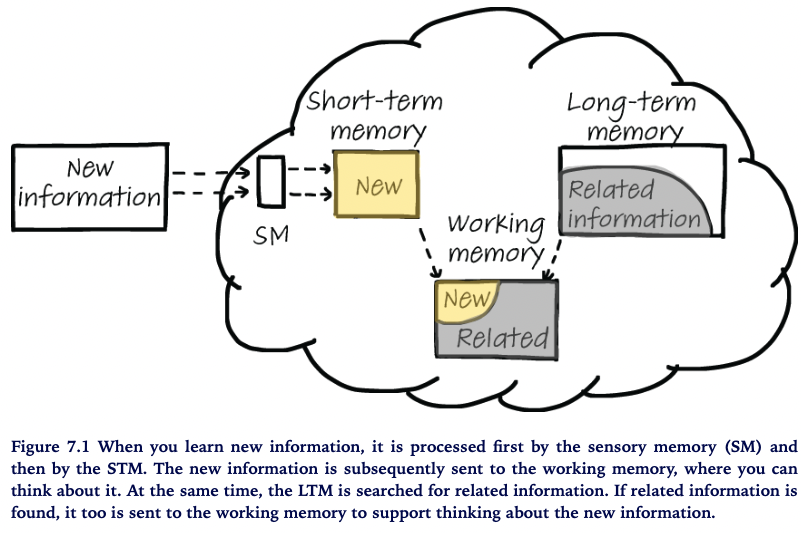 Short-term
memory
Long-term
memory
New
information
SM
New
Related
information
Working
memory
New
Related
Figure 7.1 When you learn new information, it is processed first by the sensory memory (SM) and
then by the STM. The new information is subsequently sent to the working memory, where you can
think about it. At the same time, the LTM is searched for related information. If related information is
found, it too is sent to the working memory to support thinking about the new information.